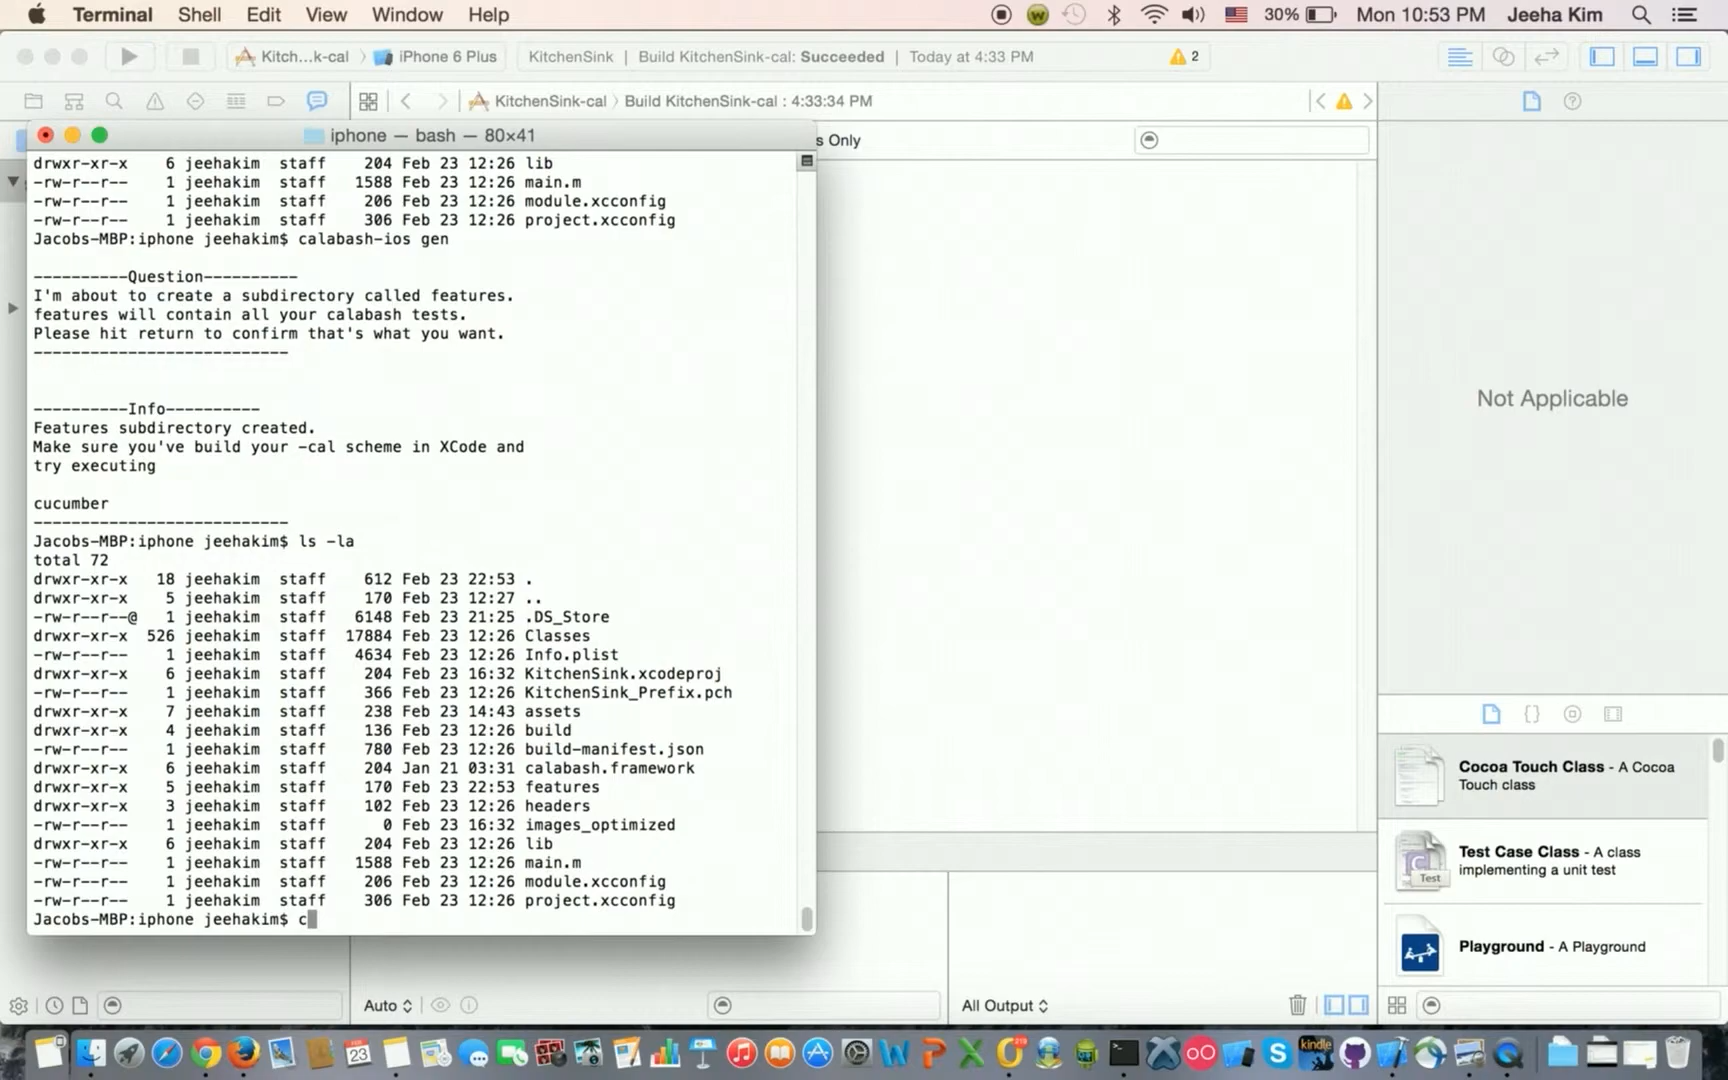 Terminal Shell Edit View Window Help 30% Mon 10:53 PM Jeeha Kim
Kitch...k-cal iPhone 6 Plus KitchenSink | Build KitchenSink-cal: Succeeded | Today at 4:33 PM 2
KitchenSink-cal Build KitchenSink-cal : 4:33:34 PM
iphone — bash — 80×41
s Only
drwxr-xr-x 6 jeehakim staff 204 Feb 23 12:26 lib
-rw-r--r-- 1 jeehakim staff 1588 Feb 23 12:26 main.m
-rw-r--r-- 1 jeehakim staff 206 Feb 23 12:26 module.xcconfig
-rw-r--r-- 1 jeehakim staff 306 Feb 23 12:26 project.xcconfig
Jacobs-MBP:iphone jeehakim$ calabash-ios gen
----------Question----------
I'm about to create a subdirectory called features.
features will contain all your calabash tests.
Please hit return to confirm that's what you want.
---------------------------
----------Info----------
Features subdirectory created.
Make sure you've build your -cal scheme in XCode and
try executing
cucumber
---------------------------
Jacobs-MBP:iphone jeehakim$ ls -la
total 72
drwxr-xr-x 18 jeehakim staff 612 Feb 23 22:53 .
drwxr-xr-x 5 jeehakim staff 170 Feb 23 12:27 ..
-rw-r--r--@ 1 jeehakim staff 6148 Feb 23 21:25 .DS_Store
drwxr-xr-x 526 jeehakim staff 17884 Feb 23 12:26 Classes
-rw-r--r-- 1 jeehakim staff 4634 Feb 23 12:26 Info.plist
drwxr-xr-x 6 jeehakim staff 204 Feb 23 16:32 KitchenSink.xcodeproj
-rw-r--r-- 1 jeehakim staff 366 Feb 23 12:26 KitchenSink_Prefix.pch
drwxr-xr-x 7 jeehakim staff 238 Feb 23 14:43 assets
drwxr-xr-x 4 jeehakim staff 136 Feb 23 12:26 build
-rw-r--r-- 1 jeehakim staff 780 Feb 23 12:26 build-manifest.json
drwxr-xr-x 6 jeehakim staff 204 Jan 21 03:31 calabash.framework
drwxr-xr-x 5 jeehakim staff 170 Feb 23 22:53 features
drwxr-xr-x 3 jeehakim staff 102 Feb 23 12:26 headers
-rw-r--r-- 1 jeehakim staff 0 Feb 23 16:32 images_optimized
drwxr-xr-x 6 jeehakim staff 204 Feb 23 12:26 lib
-rw-r--r-- 1 jeehakim staff 1588 Feb 23 12:26 main.m
-rw-r--r-- 1 jeehakim staff 206 Feb 23 12:26 module.xcconfig
-rw-r--r-- 1 jeehakim staff 306 Feb 23 12:26 project.xcconfig
Jacobs-MBP:iphone jeehakim$ c
Not Applicable
Cocoa Touch Class - A Cocoa
Touch class
Test
Test Case Class - A class
implementing a unit test
Playground - A Playground
Auto
All Output
23
kindle